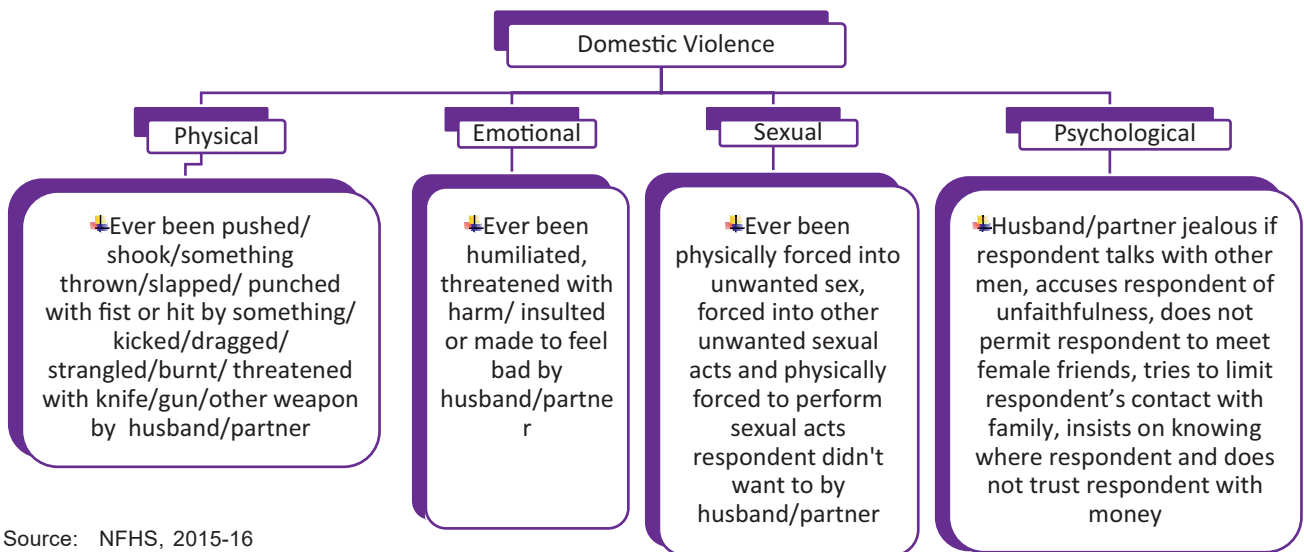 Domestic Violence
Physical
Emotional
Sexual
Psychological
Ever been pushed/
shook/something
thrown/slapped/ punched
with fist or hit by something/
kicked/dragged/
strangled/burnt/ threatened
with knife/gun/other weapon
by husband/partner
Ever been
humiliated,
threatened with
harm/ insulted
or made to feel
bad by
husband/partne
r
Ever been
physically forced into
unwanted sex,
forced into other
unwanted sexual
acts and physically
forced to perform
sexual acts
respondent didn't
want to by
husband/partner
Husband/partner jealous if
respondent talks with other
men, accuses respondent of
unfaithfulness, does not
permit respondent to meet
female friends, tries to limit
respondent’s contact with
family, insists on knowing
where respondent and does
not trust respondent with
money
Source: NFHS, 2015-16